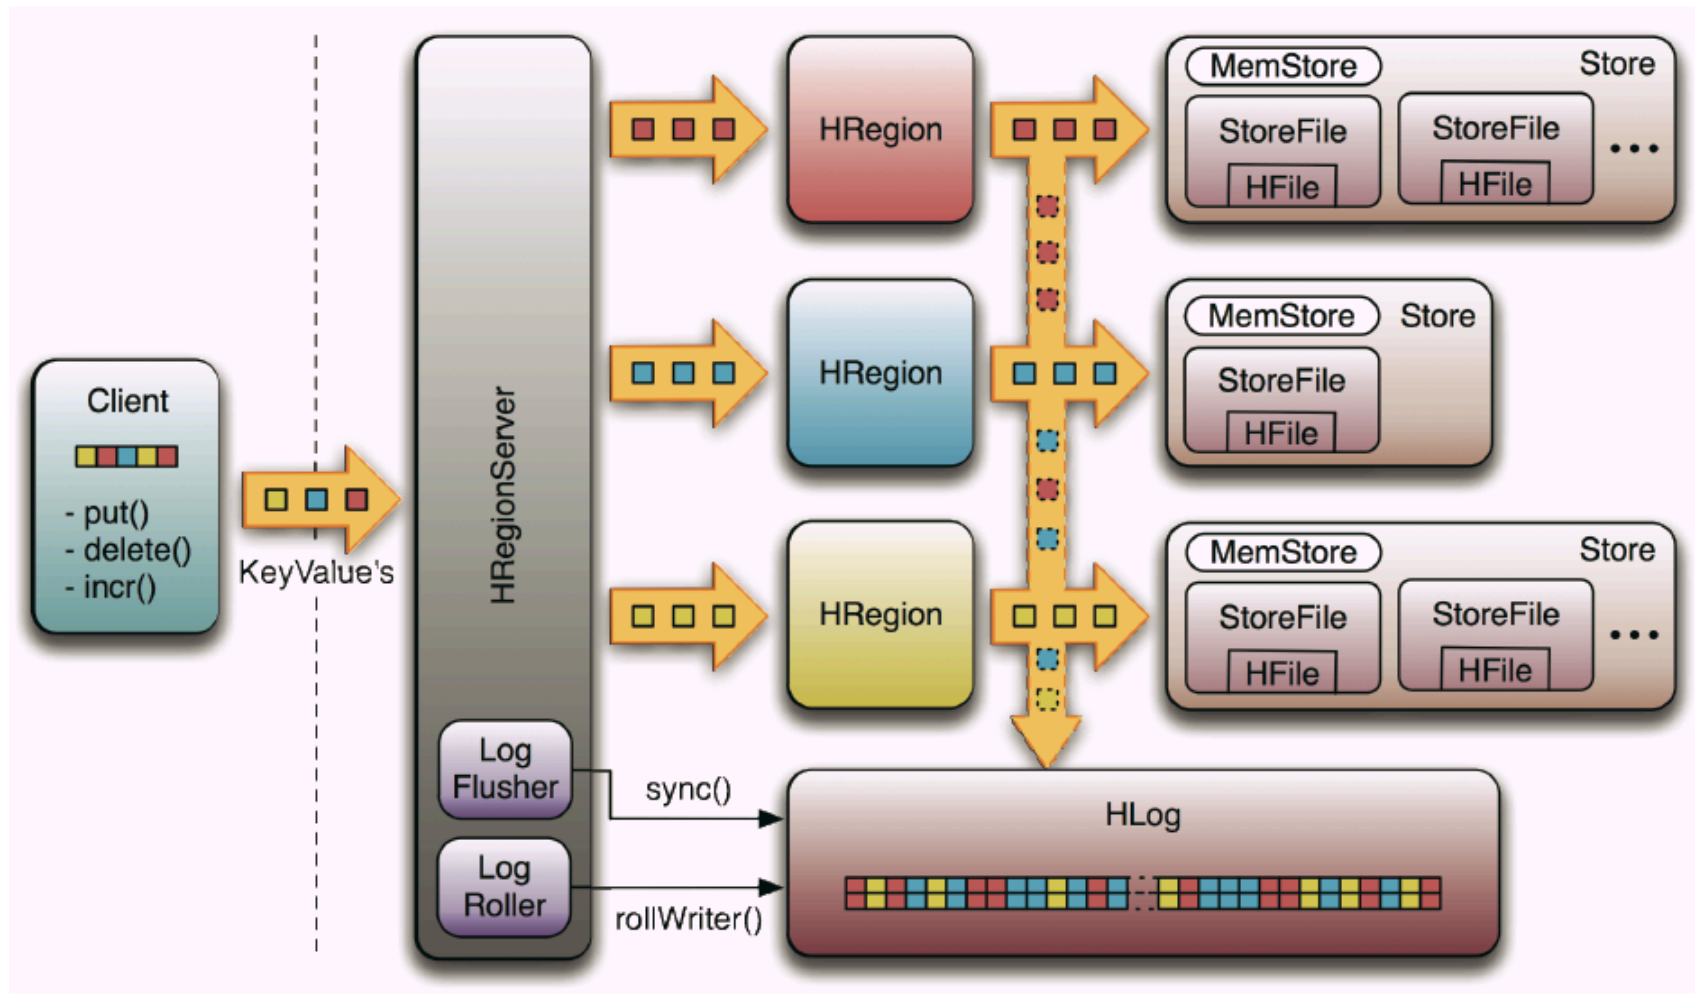 Client
- put()
- delete()
- incr()
KeyValue's
HRegionServer
Log
Flusher
Log
Roller
sync()
rollWriter()
HRegion
HRegion
HRegion
MemStore
Store
StoreFile
HFile
StoreFile
HFile
...
MemStore
Store
StoreFile
HFile
MemStore
Store
StoreFile
HFile
StoreFile
HFile
...
HLog